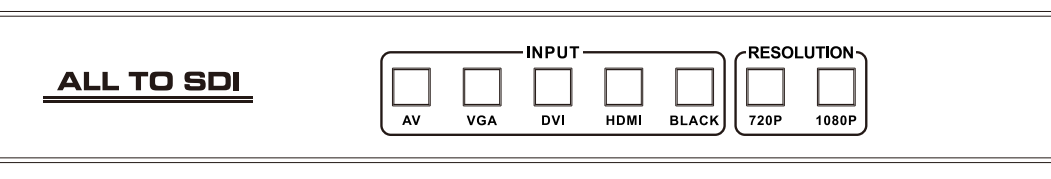 INPUT
RESOLUTION
ALL TO SDI
AV VGA DVI HDMI BLACK 720P 1080P